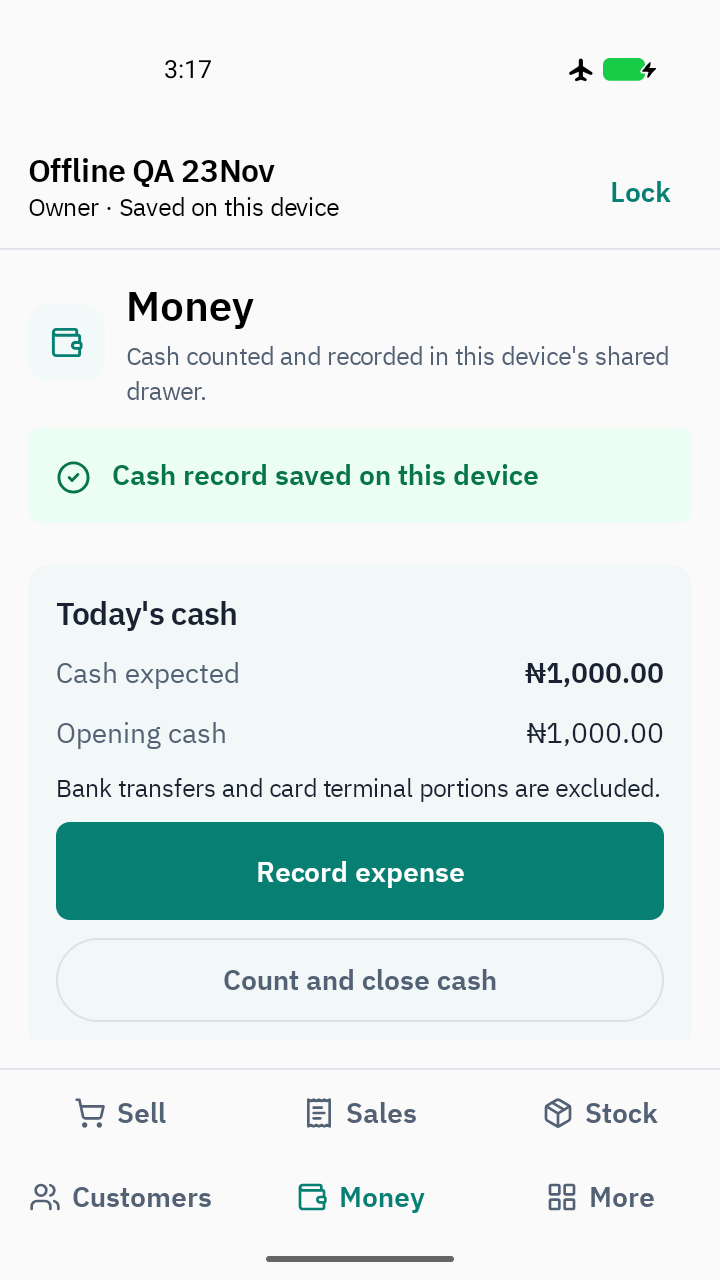 3:17
Offline QA 23Nov
Owner · Saved on this device
Lock
Money
Cash counted and recorded in this device's shared
drawer.
Cash record saved on this device
Today's cash
Cash expected ₦1,000.00
Opening cash ₦1,000.00
Bank transfers and card terminal portions are excluded.
Record expense
Count and close cash
Sell Sales Stock
Customers Money More